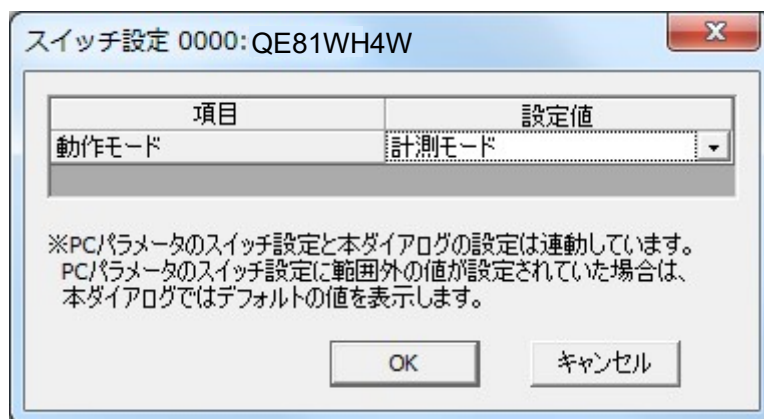 スイッチ設定 0000:QE81WH4W
項目 設定値
動作モード 計測モード
※PCパラメータのスイッチ設定と本ダイアログの設定は連動しています。
PCパラメータのスイッチ設定に範囲外の値が設定されていた場合は、
本ダイアログではデフォルトの値を表示します。
OK キャンセル